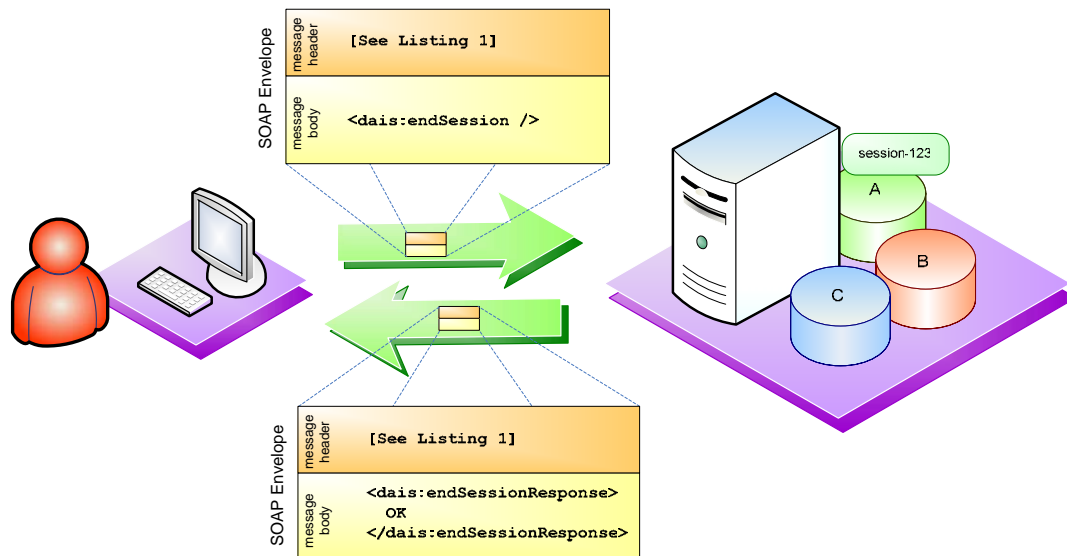 SOAP Envelope
message
header
[See Listing 1]
message
body
<dais:endSession />
session-123
A
B
C
SOAP Envelope
message
header
[See Listing 1]
message
body
<dais:endSessionResponse>
OK
</dais:endSessionResponse>